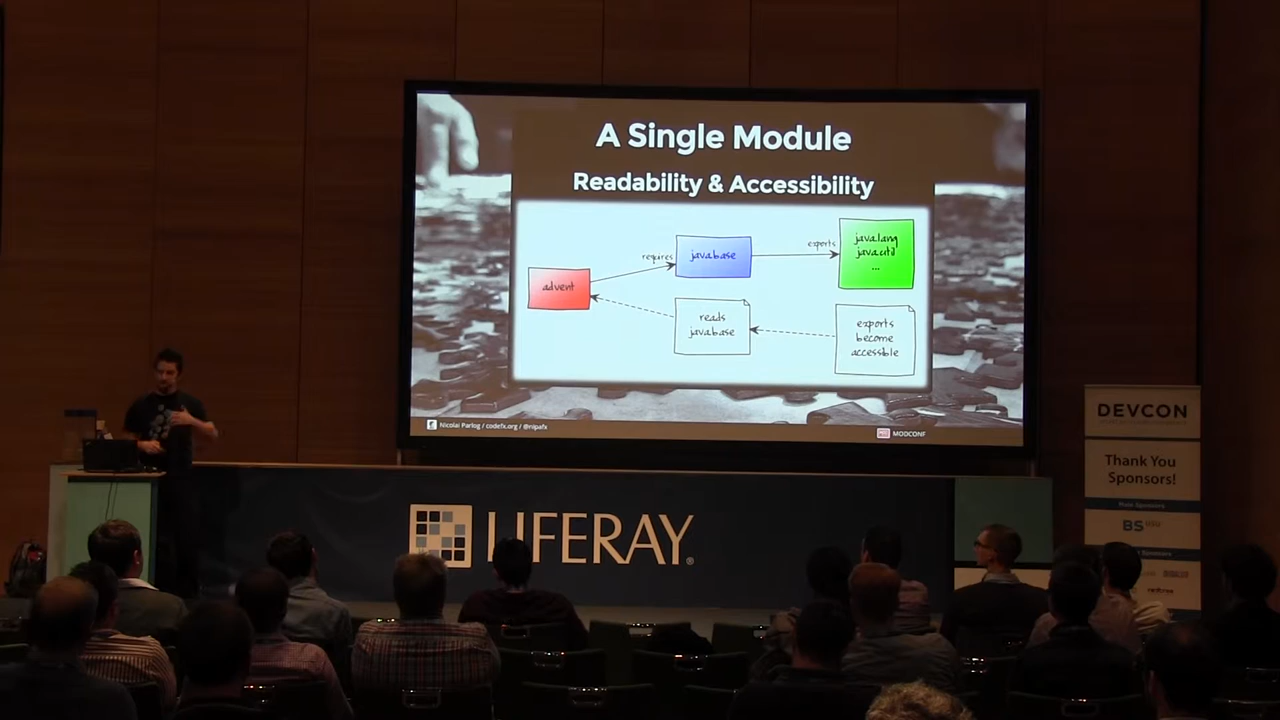 A Single Module
Readability & Accessibility
advent
requires
java.base
exports
java.lang
java.util
...
reads
java.base
exports
become
accessible
Nicolai Parlog / codefx.org / @nipafx
MODCONF
LIFERAY®
DEVCON
Thank You
Sponsors!
BS